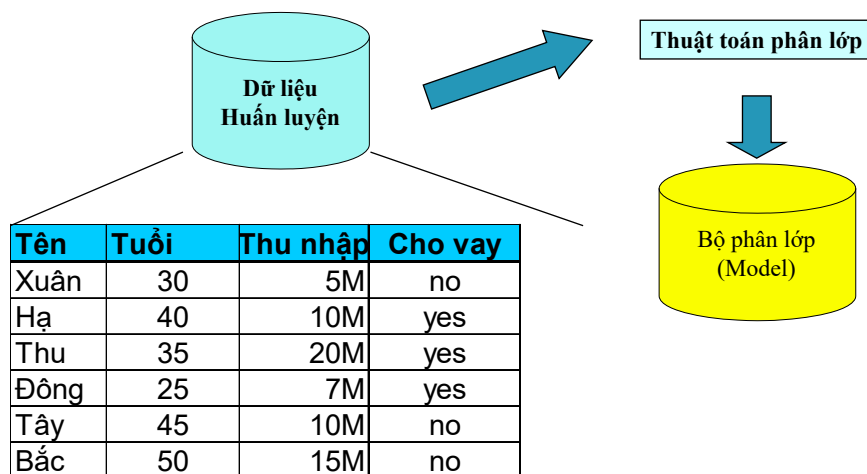 Dữ liệu
Huấn luyện
Thuật toán phân lớp
Bộ phân lớp
(Model)
Tên Tuổi Thu nhập Cho vay
Xuân 30 5M no
Hạ 40 10M yes
Thu 35 20M yes
Đông 25 7M yes
Tây 45 10M no
Bắc 50 15M no